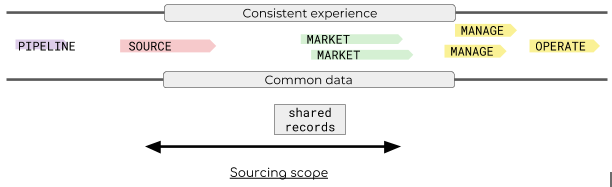 Consistent experience
PIPELINE
SOURCE
MARKET
MARKET
MANAGE
MANAGE
OPERATE
Common data
shared
records
Sourcing scope